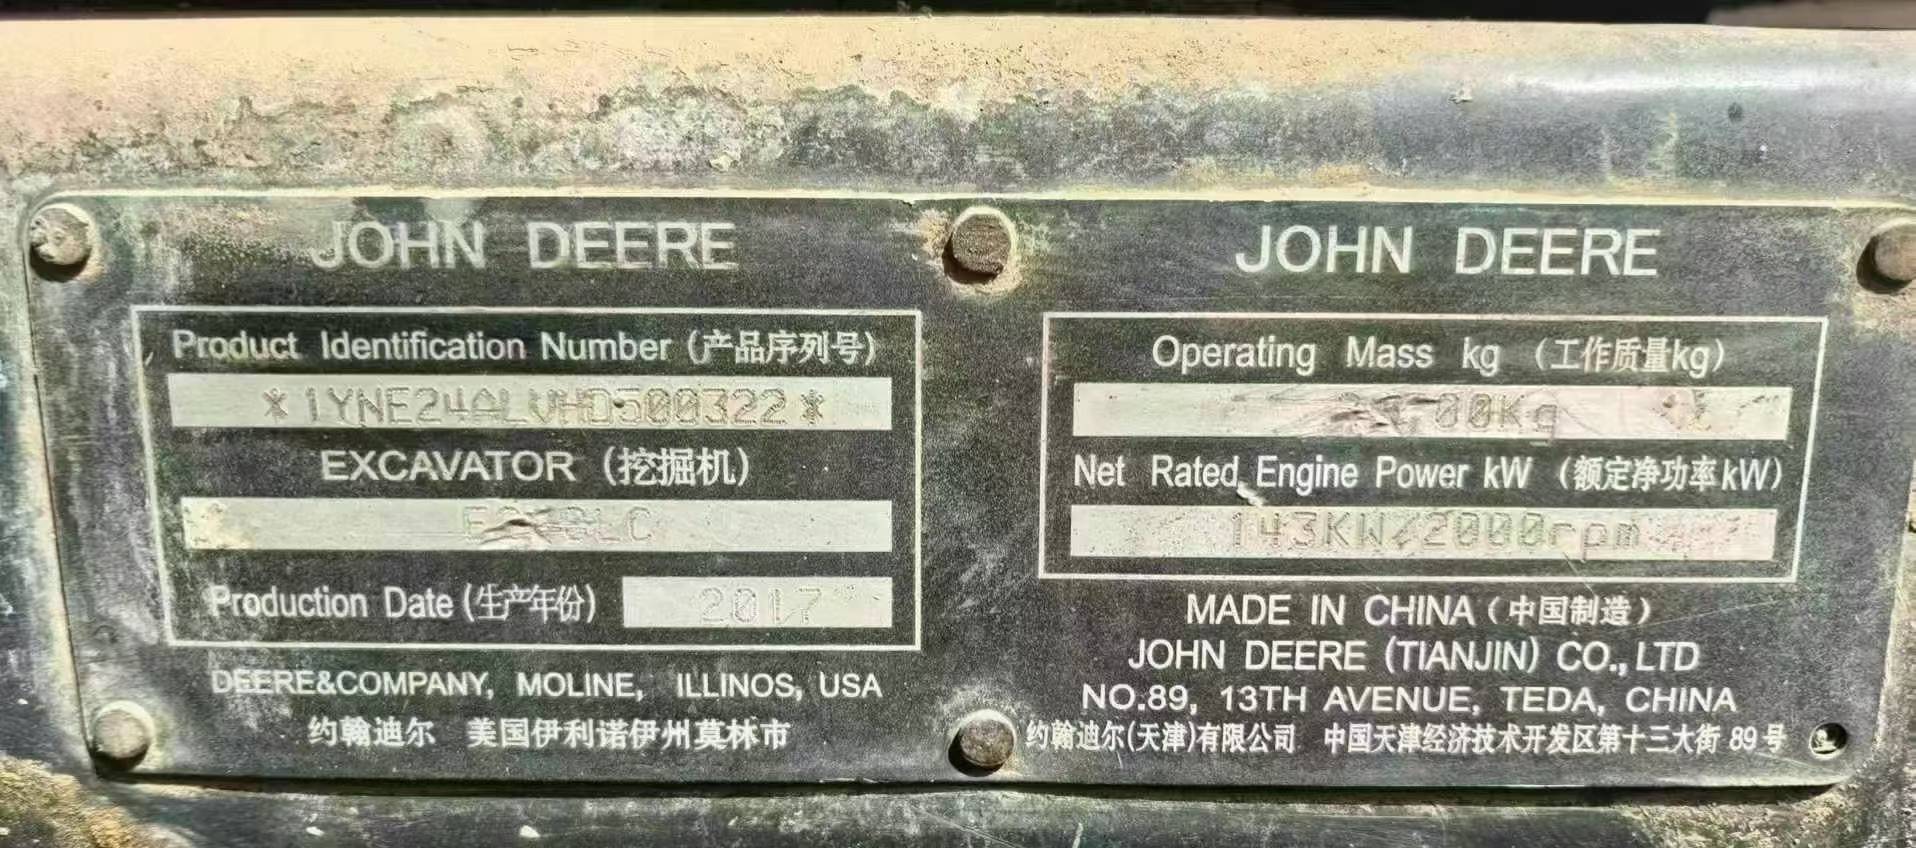 JOHN DEERE
Product Identification Number (产品序列号)
*1YNE24ALVHD500322*
EXCAVATOR (挖掘机)
Production Date (生产年份) 2017
DEERE&COMPANY, MOLINE, ILLINOS, USA
约翰迪尔 美国伊利诺伊州莫林市
JOHN DEERE
Operating Mass kg (工作质量kg)
Net Rated Engine Power kW (额定净功率kW)
143KW/2000rpm
MADE IN CHINA (中国制造)
JOHN DEERE (TIANJIN) CO., LTD
NO.89, 13TH AVENUE, TEDA, CHINA
约翰迪尔(天津)有限公司 中国天津经济技术开发区第十三大街 89号